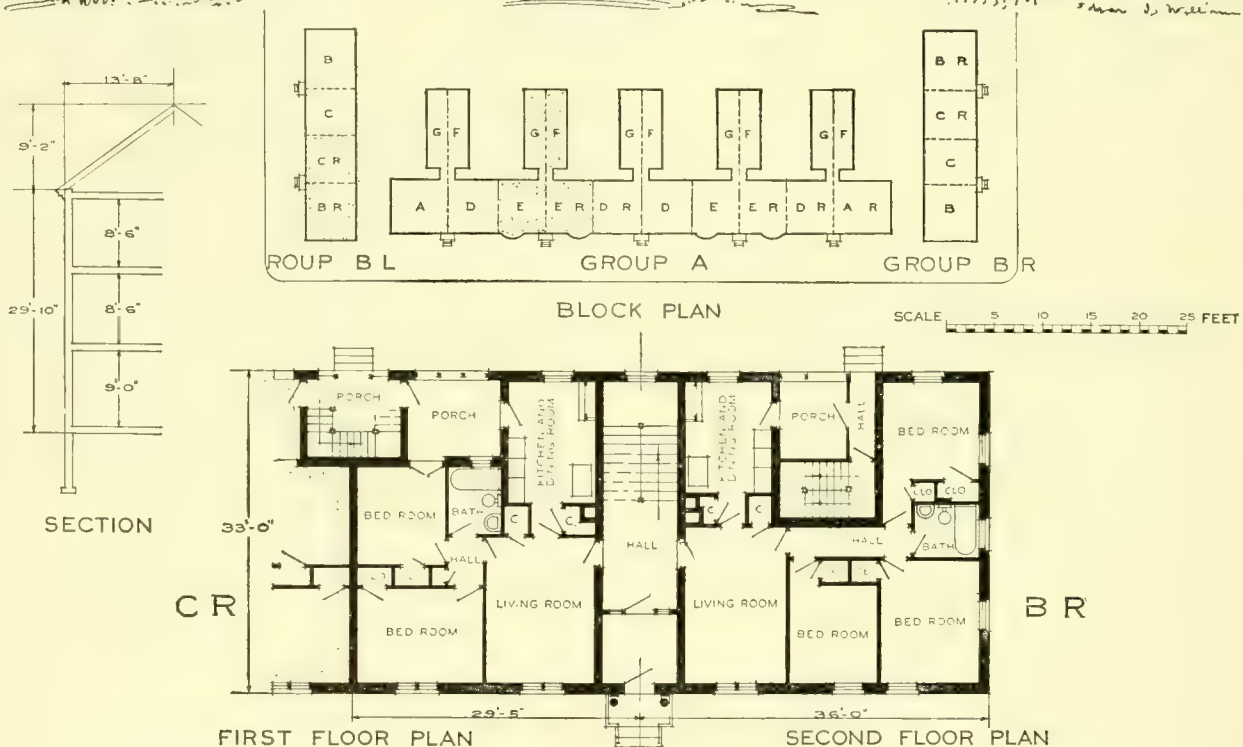 13'-8"
9'-2"
29'-10"
8'-6"
8'-6"
9'-0"
SECTION
B
C
C R
B R
G F G F G F G F G F
A D E E R D R D E E R D R A R
B R
C R
C
B
ROUP B L GROUP A GROUP B R
BLOCK PLAN
SCALE 5 10 15 20 25 FEET
PORCH
PORCH
KITCHEN AND
DINING ROOM
KITCHEN AND
DINING ROOM
PORCH
HALL
BED ROOM
33'-0"
BED ROOM
BATH
C
C
HALL
C
C
CLO
BATH
HALL
HALL
LIVING ROOM
LIVING ROOM
BED ROOM
BED ROOM
BED ROOM
C R
B R
29'-5"
36'-0"
FIRST FLOOR PLAN SECOND FLOOR PLAN